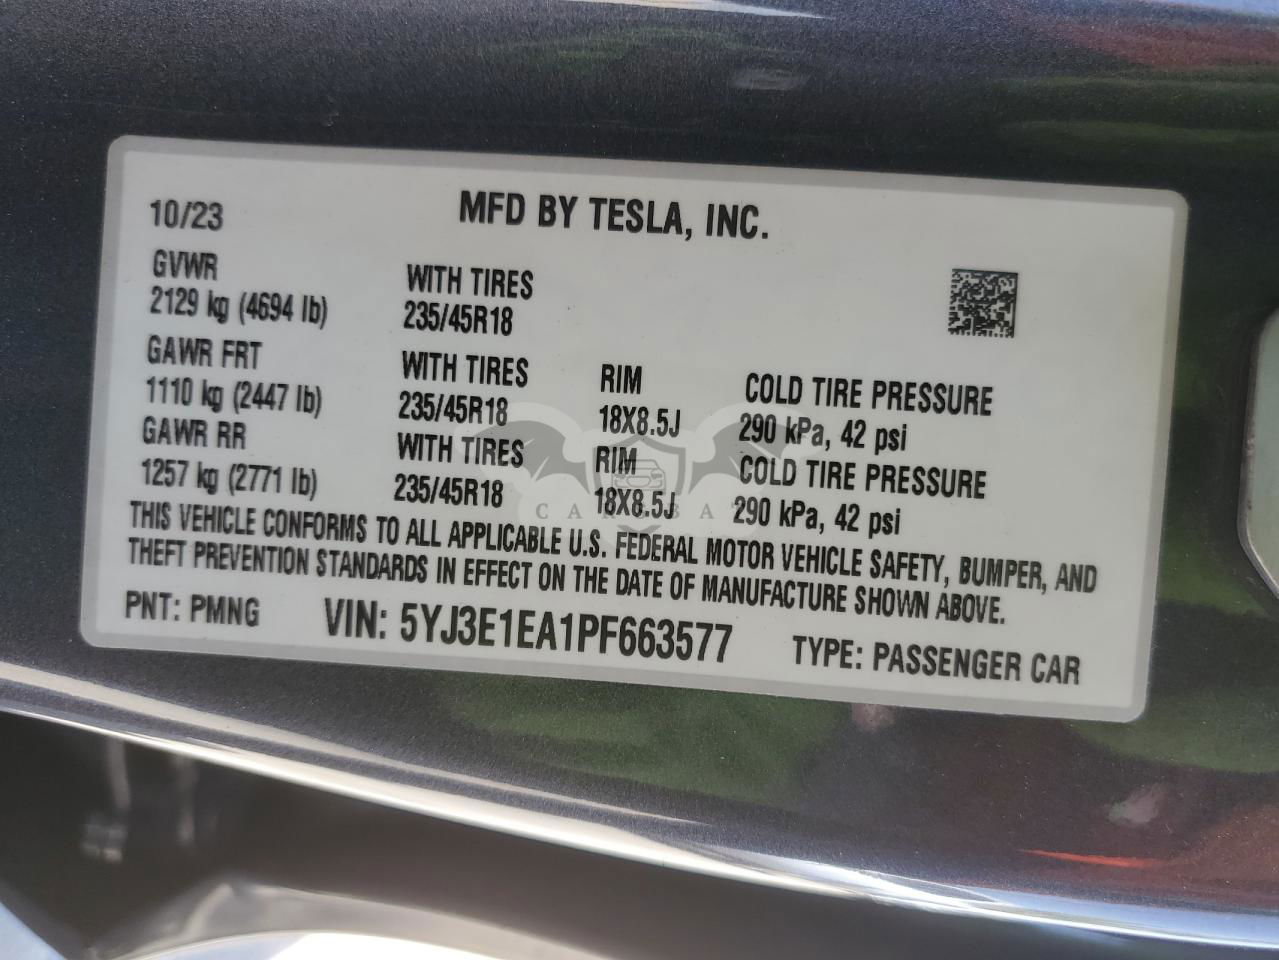 10/23 MFD BY TESLA, INC.
GVWR WITH TIRES
2129 kg (4694 lb) 235/45R18
GAWR FRT WITH TIRES RIM COLD TIRE PRESSURE
1110 kg (2447 lb) 235/45R18 18X8.5J 290 kPa, 42 psi
GAWR RR WITH TIRES RIM COLD TIRE PRESSURE
1257 kg (2771 lb) 235/45R18 18X8.5J 290 kPa, 42 psi
THIS VEHICLE CONFORMS TO ALL APPLICABLE U.S. FEDERAL MOTOR VEHICLE SAFETY, BUMPER, AND
THEFT PREVENTION STANDARDS IN EFFECT ON THE DATE OF MANUFACTURE SHOWN ABOVE.
PNT: PMNG VIN: 5YJ3E1EA1PF663577 TYPE: PASSENGER CAR